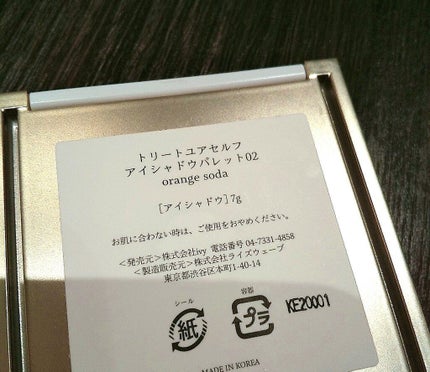 トリートユアセルフ
アイシャドウパレット02
orange soda
[アイシャドウ]7g
お肌に合わない時は、ご使用をおやめください。
<発売元>株式会社ivy 電話番号 04-7331-4858
<製造販売元>株式会社ライズウェーブ
東京都渋谷区本町1-40-14
シール
紙
容器
プラ
KE20001
MADE IN KOREA